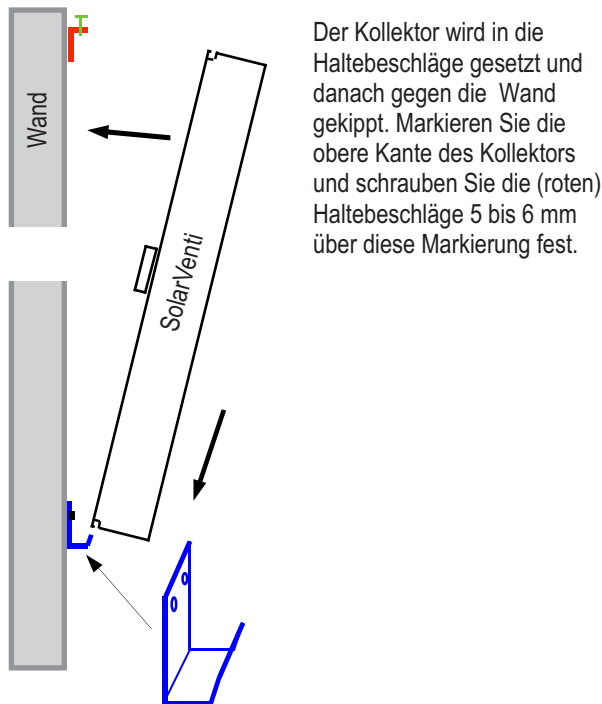 Wand
SolarVenti
Der Kollektor wird in die
Haltebeschläge gesetzt und
danach gegen die  Wand
gekippt. Markieren Sie die
obere Kante des Kollektors
und schrauben Sie die (roten)
Haltebeschläge 5 bis 6 mm
über diese Markierung fest.